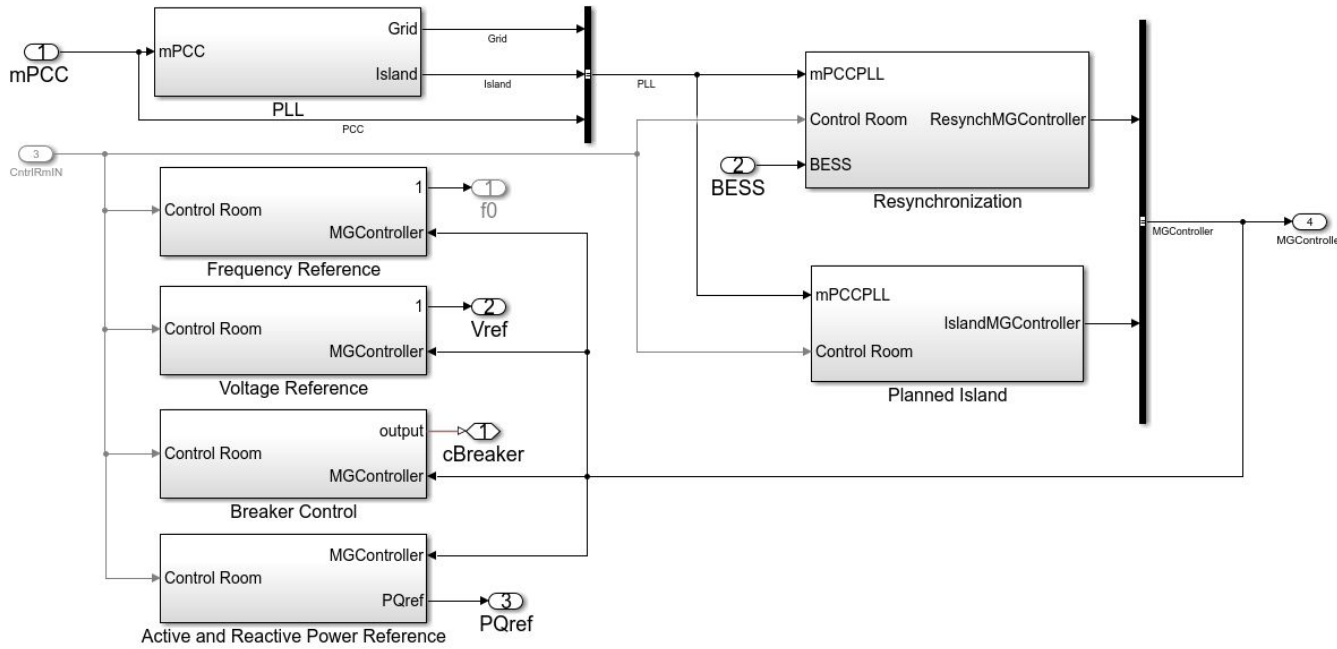 Grid
mPCC
Island
1
mPCC
PLL
Grid
Island
PCC
PLL
mPCCPLL
Control Room
ResynchMGController
BESS
Resynchronization
2
BESS
3
CntrlRmIN
Control Room
1
MGController
Frequency Reference
1
f0
Control Room
1
MGController
Voltage Reference
2
Vref
mPCCPLL
IslandMGController
Control Room
Planned Island
MGController
4
MGControlle
Control Room
output
MGController
Breaker Control
1
cBreaker
MGController
Control Room
PQref
Active and Reactive Power Reference
3
PQref